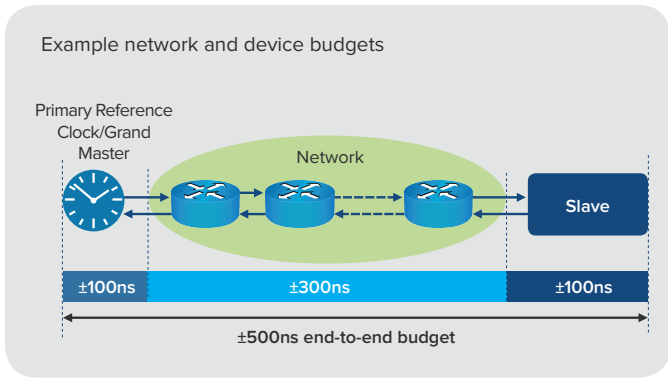 Example network and device budgets
Primary Reference
Clock/Grand
Master
Network
Slave
±100ns
±300ns
±100ns
±500ns end-to-end budget